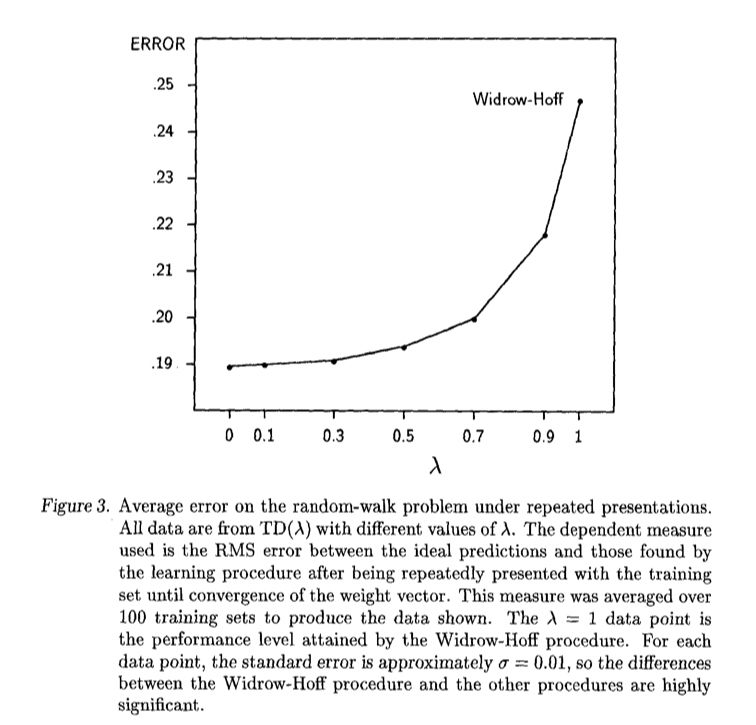 ERROR
.25
Widrow-Hoff
.24
.23
.22
.21
.20
.19
0 0.1 0.3 0.5 0.7 0.9 1
λ
Figure 3. Average error on the random-walk problem under repeated presentations.
All data are from TD(λ) with different values of λ. The dependent measure
used is the RMS error between the ideal predictions and those found by
the learning procedure after being repeatedly presented with the training
set until convergence of the weight vector. This measure was averaged over
100 training sets to produce the data shown. The λ = 1 data point is
the performance level attained by the Widrow-Hoff procedure. For each
data point, the standard error is approximately σ = 0.01, so the differences
between the Widrow-Hoff procedure and the other procedures are highly
significant.